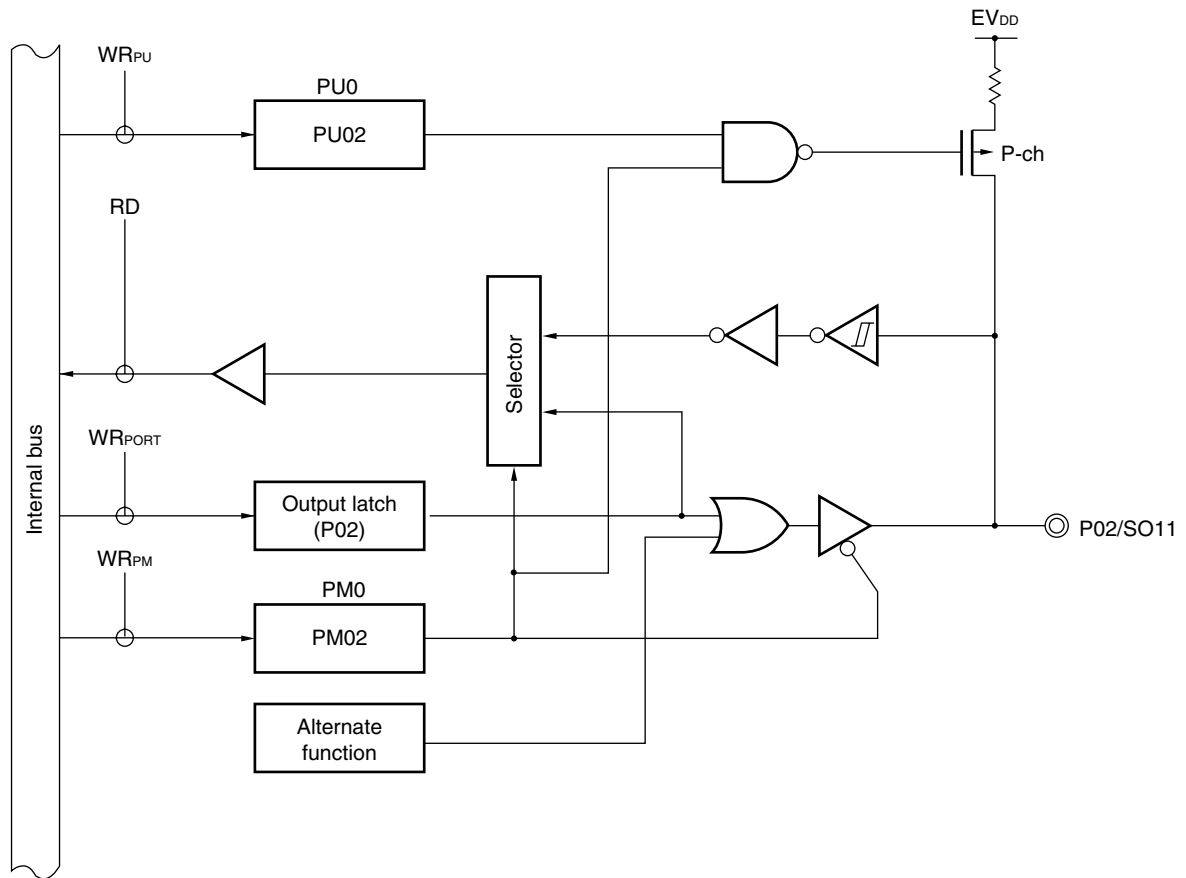 EVDD
WRPU
PU0
PU02
P-ch
RD
Selector
Internal bus
WRPORT
Output latch
(P02)
P02/SO11
WRPM
PM0
PM02
Alternate
function